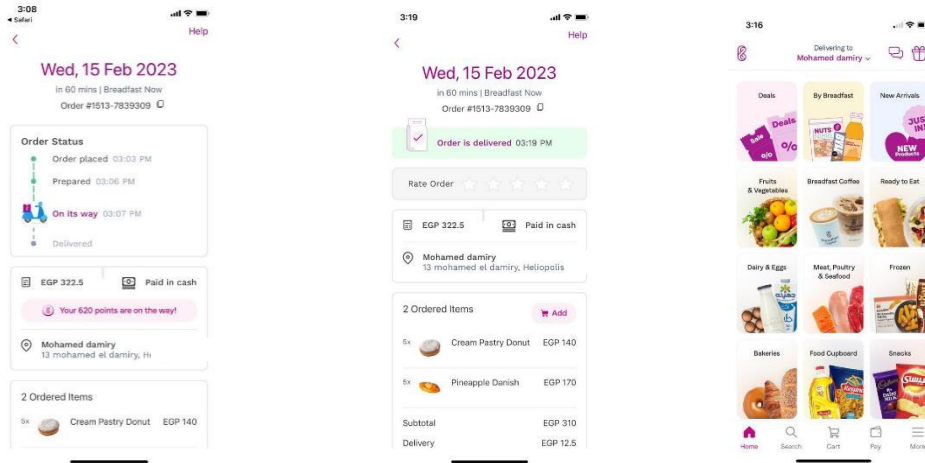 3:08
Safari
Help
Wed, 15 Feb 2023
in 60 mins | Breadfast Now
Order #1513-7839309
Order Status
Order placed 03:03 PM
Prepared 03:06 PM
On its way 03:07 PM
Delivered
EGP 322.5 Paid in cash
Your 620 points are on the way!
Mohamed damiry
13 mohamed el damiry, He
2 Ordered Items
5x Cream Pastry Donut EGP 140
3:19
Help
Wed, 15 Feb 2023
in 60 mins | Breadfast Now
Order #1513-7839309
Order is delivered 03:19 PM
Rate Order
EGP 322.5 Paid in cash
Mohamed damiry
13 mohamed el damiry, Heliopolis
2 Ordered Items
Add
5x Cream Pastry Donut EGP 140
5x Pineapple Danish EGP 170
Subtotal EGP 310
Delivery EGP 12.5
3:16
Delivering to
Mohamed damiry
Deals By Breadfast New Arrivals
Sale Deals % NUTS JUS IN! NEW Products
Fruits & Vegetables Breadfast Coffee Ready to Eat
Dairy & Eggs Meat, Poultry & Seafood Frozen
جهينة
Bakeries Food Cupboard Snacks
Cadbury
Home Search Cart Pay More